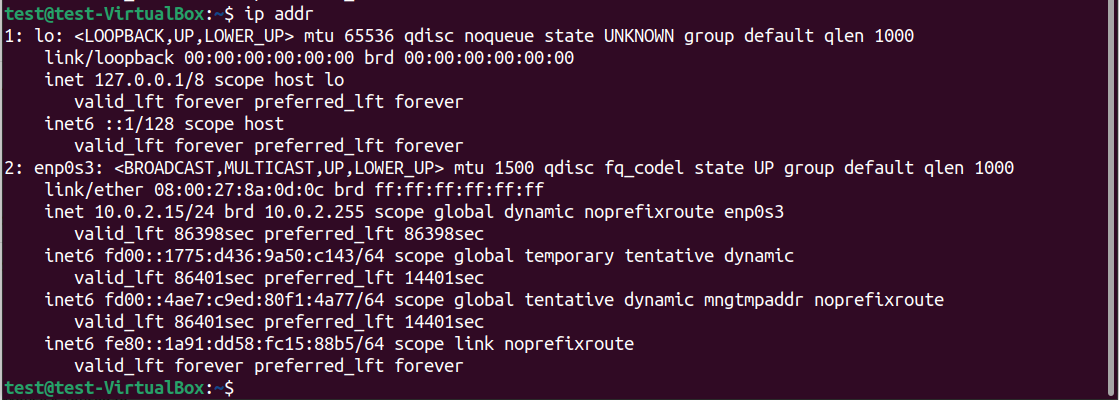 test@test-VirtualBox:~$ ip addr
1: lo: <LOOPBACK,UP,LOWER_UP> mtu 65536 qdisc noqueue state UNKNOWN group default qlen 1000
    link/loopback 00:00:00:00:00:00 brd 00:00:00:00:00:00
    inet 127.0.0.1/8 scope host lo
       valid_lft forever preferred_lft forever
    inet6 ::1/128 scope host
       valid_lft forever preferred_lft forever
2: enp0s3: <BROADCAST,MULTICAST,UP,LOWER_UP> mtu 1500 qdisc fq_codel state UP group default qlen 1000
    link/ether 08:00:27:8a:0d:0c brd ff:ff:ff:ff:ff:ff
    inet 10.0.2.15/24 brd 10.0.2.255 scope global dynamic noprefixroute enp0s3
       valid_lft 86398sec preferred_lft 86398sec
    inet6 fd00::1775:d436:9a50:c143/64 scope global temporary tentative dynamic
       valid_lft 86401sec preferred_lft 14401sec
    inet6 fd00::4ae7:c9ed:80f1:4a77/64 scope global tentative dynamic mngtmpaddr noprefixroute
       valid_lft 86401sec preferred_lft 14401sec
    inet6 fe80::1a91:dd58:fc15:88b5/64 scope link noprefixroute
       valid_lft forever preferred_lft forever
test@test-VirtualBox:~$